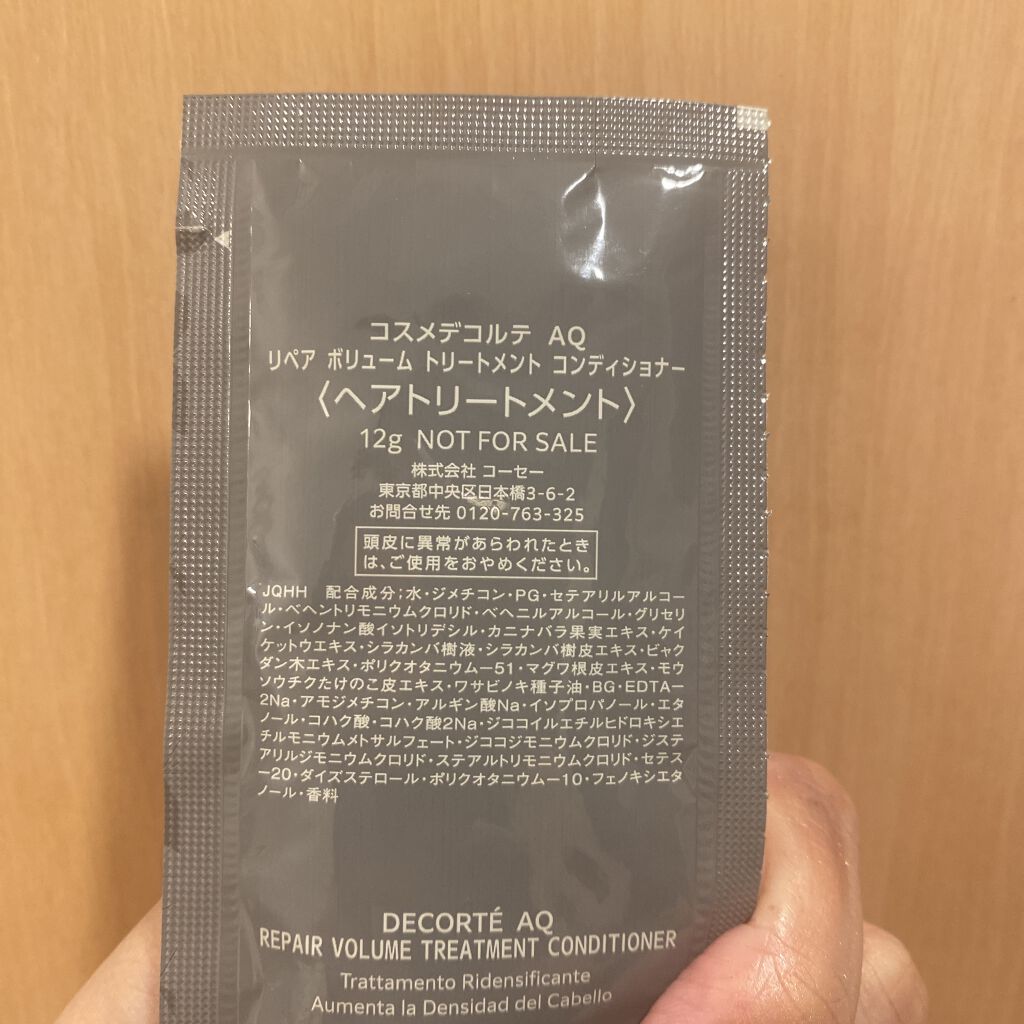 コスメデコルテ AQ
リペア ボリューム トリートメント コンディショナー
〈ヘアトリートメント〉
12g NOT FOR SALE
株式会社 コーセー
東京都中央区日本橋3-6-2
お問合せ先 0120-763-325
頭皮に異常があらわれたとき
は、ご使用をおやめください。
JQHH 配合成分；水・ジメチコン・PG・セテアリルアルコー
ル・ベヘントリモニウムクロリド・ベヘニルアルコール・グリセリ
ン・イソノナン酸イソトリデシル・カニナバラ果実エキス・ケイ
ケットウエキス・シラカンバ樹液・シラカンバ樹皮エキス・ビャク
ダン木エキス・ポリクオタニウムー51・マグワ根皮エキス・モウ
ソウチクたけのこ皮エキス・ワサビノキ種子油・BG・EDTAー
2Na・アモジメチコン・アルギン酸Na・イソプロパノール・エタ
ノール・コハク酸・コハク酸2Na・ジココイルエチルヒドロキシエ
チルモニウムメトサルフェート・ジココジモニウムクロリド・ジステ
アリルジモニウムクロリド・ステアルトリモニウムクロリド・セテス
ー20・ダイズステロール・ポリクオタニウムー10・フェノキシエタ
ノール・香料
DECORTÉ AQ
REPAIR VOLUME TREATMENT CONDITIONER
Trattamento Ridensificante
Aumenta la Densidad del Cabello